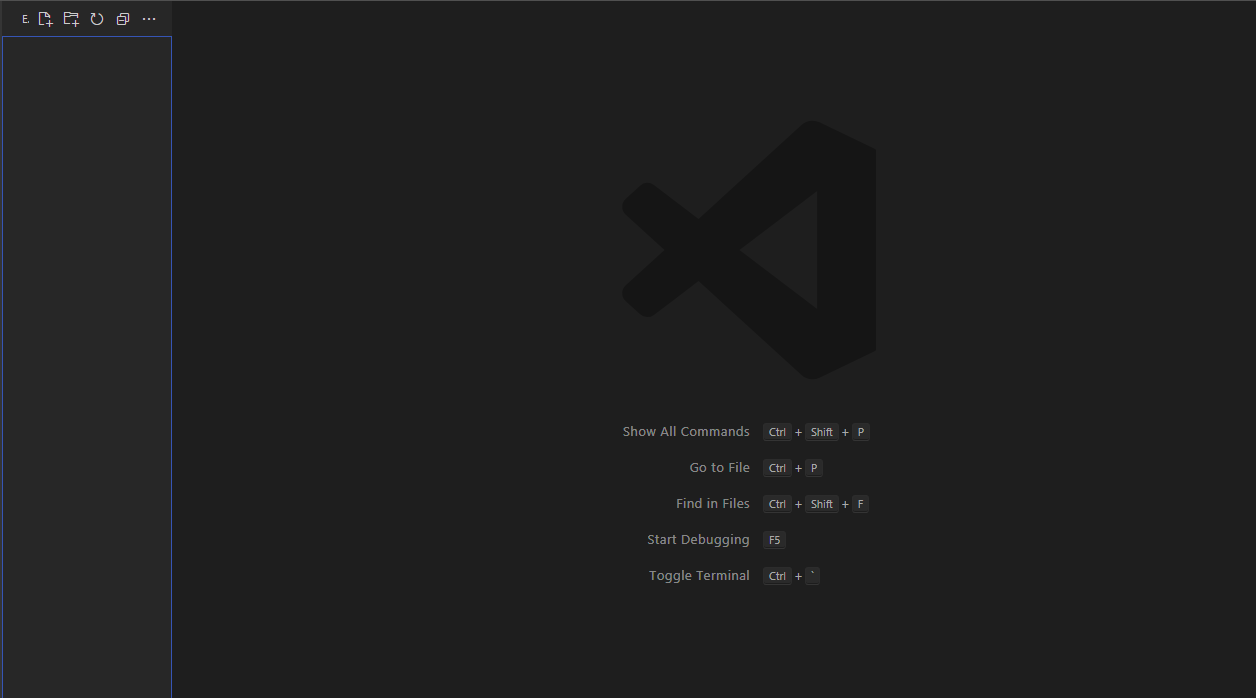 E.
Show All Commands Ctrl + Shift + P
Go to File Ctrl + P
Find in Files Ctrl + Shift + F
Start Debugging F5
Toggle Terminal Ctrl + `